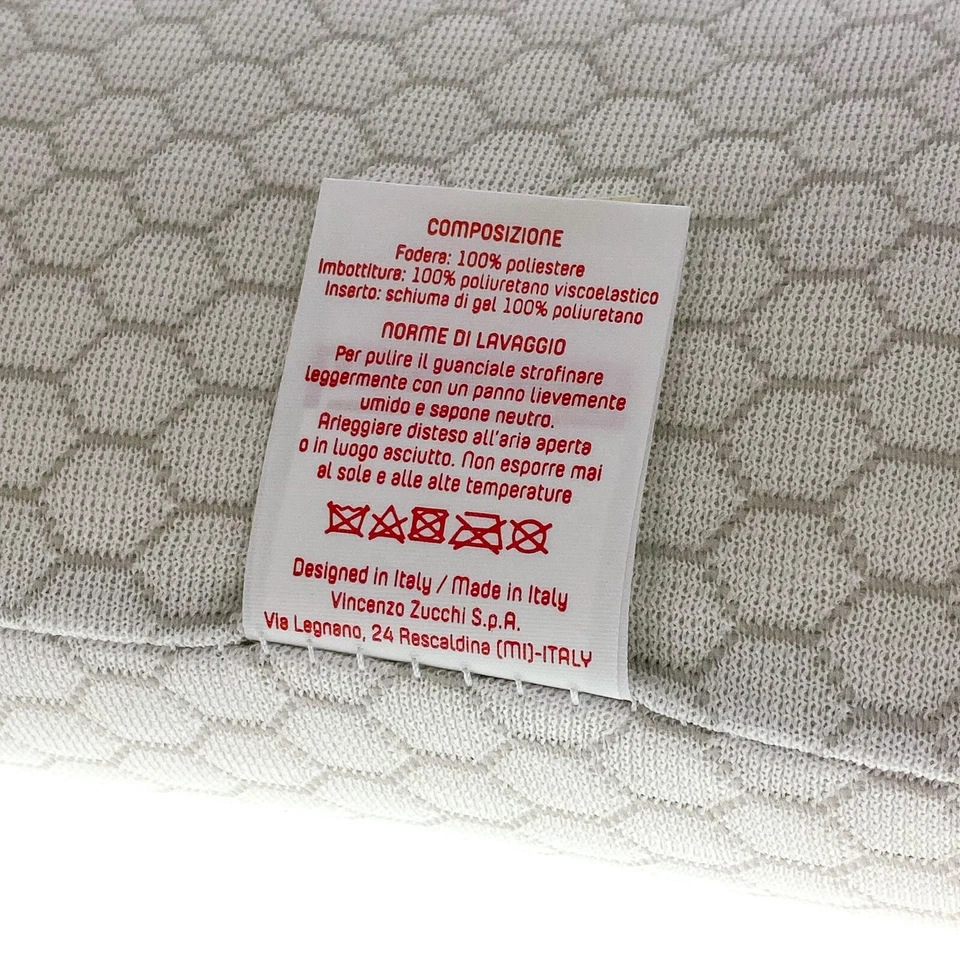 COMPOSIZIONE
Fodera: 100% poliestere
Imbottitura: 100% poliuretano viscoelastico
Inserto: schiuma di gel 100% poliuretano
NORME DI LAVAGGIO
Per pulire il guanciale strofinare
leggermente con un panno lievemente
umido e sapone neutro.
Arieggiare disteso all'aria aperta
o in luogo asciutto. Non esporre mai
al sole e alle alte temperature
Designed in Italy / Made in Italy
Vincenzo Zucchi S.p.A.
Via Legnano, 24 Rescaldina (MI)-ITALY